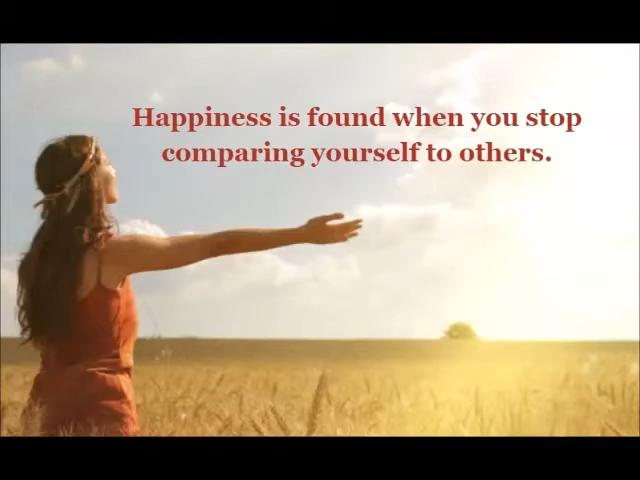 Happiness is found when you stop
comparing yourself to others.